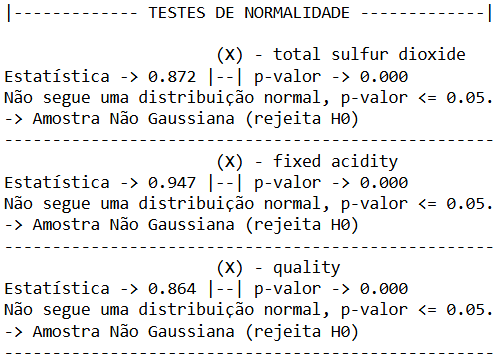 |------------- TESTES DE NORMALIDADE -------------|
(X) - total sulfur dioxide
Estatística -> 0.872 |--| p-valor -> 0.000
Não segue uma distribuição normal, p-valor <= 0.05.
-> Amostra Não Gaussiana (rejeita H0)
---------------------------------------------------
(X) - fixed acidity
Estatística -> 0.947 |--| p-valor -> 0.000
Não segue uma distribuição normal, p-valor <= 0.05.
-> Amostra Não Gaussiana (rejeita H0)
---------------------------------------------------
(X) - quality
Estatística -> 0.864 |--| p-valor -> 0.000
Não segue uma distribuição normal, p-valor <= 0.05.
-> Amostra Não Gaussiana (rejeita H0)
---------------------------------------------------